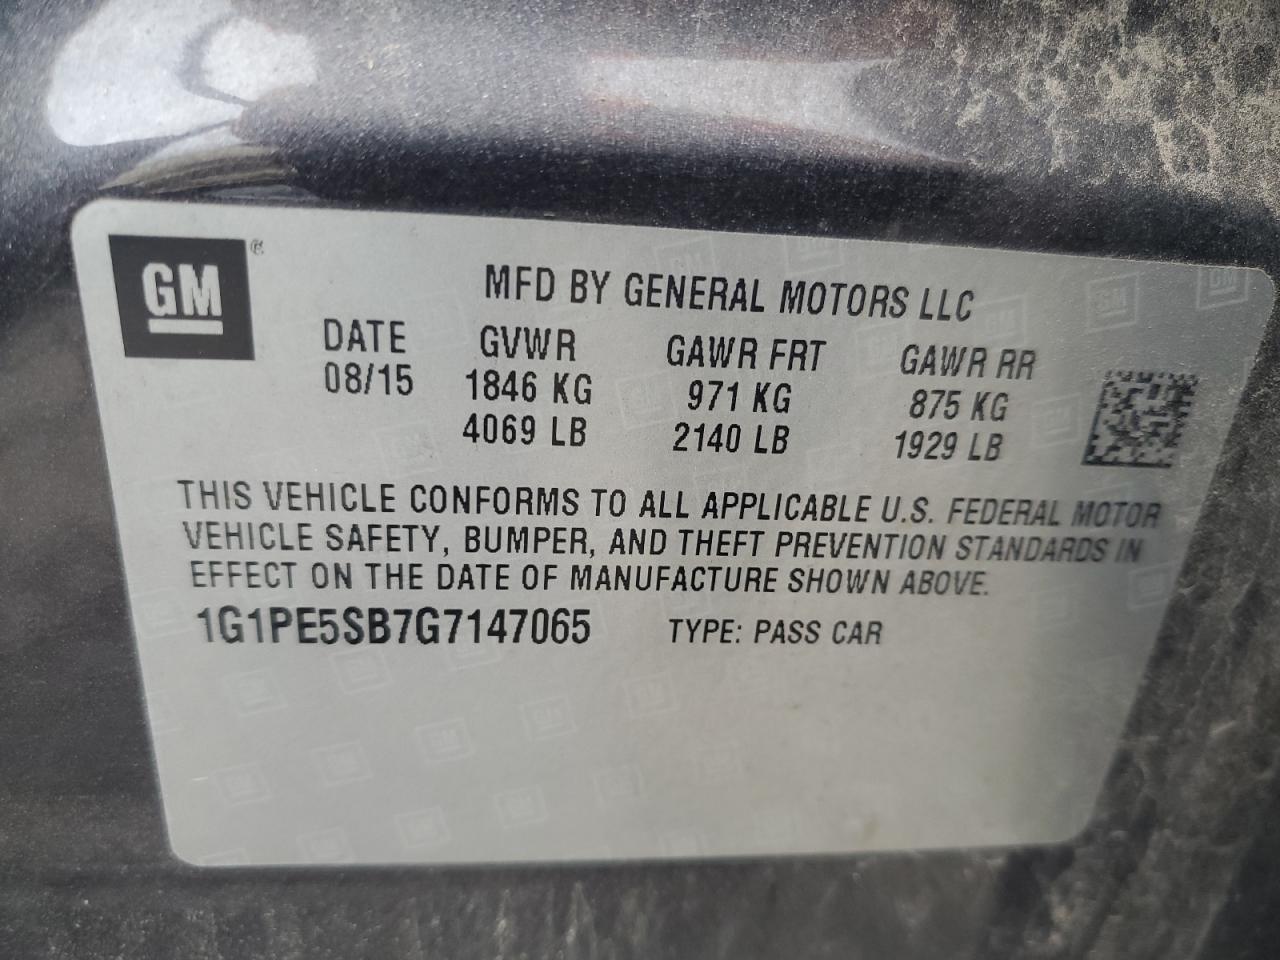 GM ©
MFD BY GENERAL MOTORS LLC
DATE GVWR GAWR FRT GAWR RR
08/15 1846 KG 971 KG 875 KG
4069 LB 2140 LB 1929 LB
THIS VEHICLE CONFORMS TO ALL APPLICABLE U.S. FEDERAL MOTOR
VEHICLE SAFETY, BUMPER, AND THEFT PREVENTION STANDARDS IN
EFFECT ON THE DATE OF MANUFACTURE SHOWN ABOVE.
1G1PE5SB7G7147065 TYPE: PASS CAR